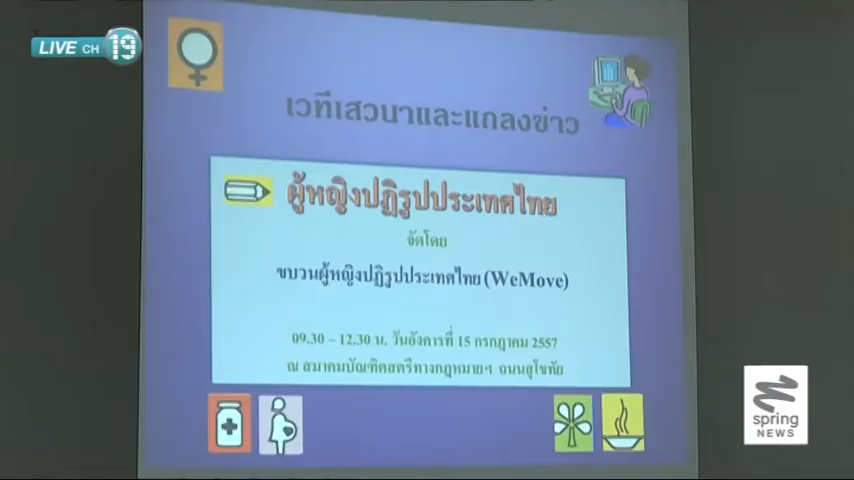 LIVE CH 19
เวทีเสวนาและแถลงข่าว
ผู้หญิงปฏิรูปประเทศไทย
จัดโดย
ขบวนผู้หญิงปฏิรูปประเทศไทย (WeMove)
09.30 – 12.30 น. วันอังคารที่ 15 กรกฎาคม 2557
ณ สมาคมบัณฑิตสตรีทางกฎหมายฯ ถนนสุโขทัย
spring
NEWS